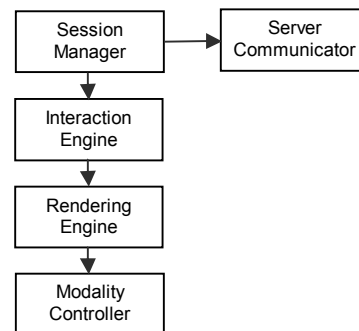 Session
Manager
Server
Communicator
Interaction
Engine
Rendering
Engine
Modality
Controller